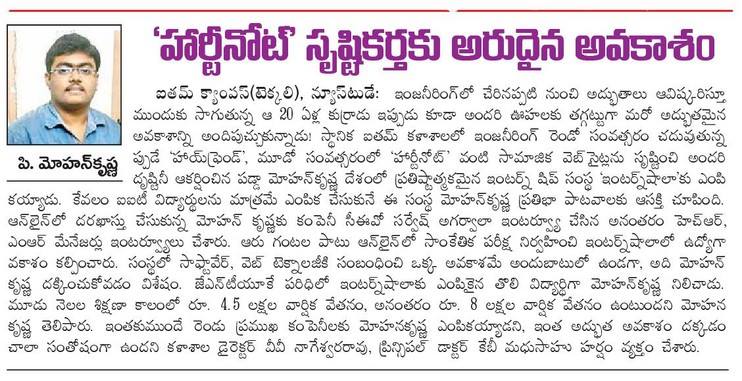 ‘హార్టీనోట్’ సృష్టికర్తకు అరుదైన అవకాశం
పి. మోహన్‌కృష్ణ
ఐతమ్ క్యాంపస్(టెక్కలి), న్యూస్‌టుడే: ఇంజనీరింగ్‌లో చేరినప్పటి నుంచి అద్భుతాలు ఆవిష్కరిస్తూ
ముందుకు సాగుతున్న ఆ 20 ఏళ్ల కుర్రాడు ఇప్పుడు కూడా అందరి ఊహలకు తగ్గట్టుగా మరో అద్భుతమైన
అవకాశాన్ని అందిపుచ్చుకున్నాడు! స్థానిక ఐతమ్ కళాశాలలో ఇంజనీరింగ్ రెండో సంవత్సరం చదువుతున్న
ప్పుడే ‘హాయ్‌ఫ్రెండ్’, మూడో సంవత్సరంలో ‘హార్టీనోట్’ వంటి సామాజిక వెబ్‌సైట్లను సృష్టించి అందరి
దృష్టినీ ఆకర్షించిన పడ్డా మోహన్‌కృష్ణ దేశంలో ప్రతిష్టాత్మకమైన ఇంటర్న్ షిప్ సంస్థ ‘ఇంటర్న్‌షాలా’కు ఎంపి
కయ్యాడు. కేవలం ఐఐటీ విద్యార్థులను మాత్రమే ఎంపిక చేసుకునే ఈ సంస్థ మోహన్‌కృష్ణ ప్రతిభా పాటవాలకు ఆసక్తి చూపింది.
ఆన్‌లైన్‌లో దరఖాస్తు చేసుకున్న మోహన్ కృష్ణకు కంపెనీ సీఈవో సర్వేష్ అగర్వాలా ఇంటర్వ్యూ చేసిన అనంతరం హెచ్ఆర్,
ఎంఆర్ మేనేజర్లు ఇంటర్వ్యూలు చేశారు. ఆరు గంటల పాటు ఆన్‌లైన్‌లో సాంకేతిక పరీక్ష నిర్వహించి ఇంటర్న్‌షాలాలో ఉద్యోగా
వకాశం కల్పించారు. సంస్థలో సాఫ్ట్‌వేర్, వెబ్ టెక్నాలజీకి సంబంధించి ఒక్క అవకాశమే అందుబాటులో ఉండగా, అది మోహన్
కృష్ణ దక్కించుకోవడం విశేషం. జేఎన్‌టీయూకే పరిధిలో ఇంటర్న్‌షాలాకు ఎంపికైన తొలి విద్యార్థిగా మోహన్‌కృష్ణ నిలిచాడు.
మూడు నెలల శిక్షణా కాలంలో రూ. 4.5 లక్షల వార్షిక వేతనం, అనంతరం రూ. 8 లక్షల వార్షిక వేతనం ఉంటుందని మోహన
కృష్ణ తెలిపారు. ఇంతకుముందే రెండు ప్రముఖ కంపెనీలకు మోహనకృష్ణ ఎంపికయ్యాడని, ఇంత అద్భుత అవకాశం దక్కడం
చాలా సంతోషంగా ఉందని కళాశాల డైరెక్టర్ వీవీ నాగేశ్వరరావు, ప్రిన్సిపల్ డాక్టర్ కేబీ మధుసాహు హర్షం వ్యక్తం చేశారు.